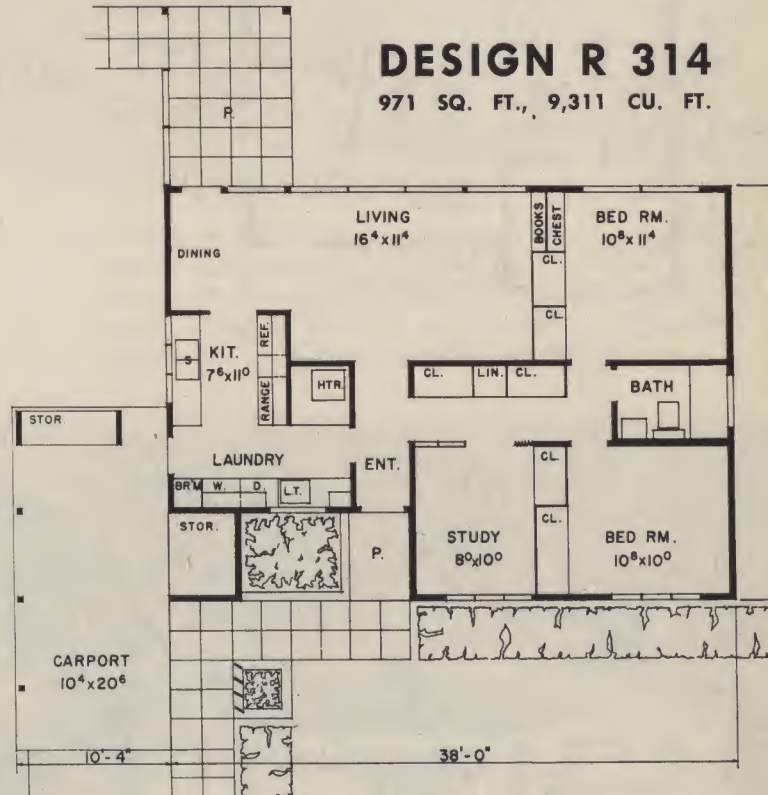 DESIGN R 314
971 SQ. FT., 9,311 CU. FT.
P.
LIVING
16⁴x11⁴
DINING
BOOKS
CHEST
CL.
CL.
BED RM.
10⁸x11⁴
S
KIT.
7⁶x11⁰
REF.
RANGE
HTR.
CL.
LIN.
CL.
BATH
STOR.
LAUNDRY
ENT.
BRM
W.
D.
L.T.
STOR.
P.
STUDY
8⁰x10⁰
CL.
CL.
BED RM.
10⁸x10⁰
CARPORT
10⁴x20⁶
10'-4"
38'-0"